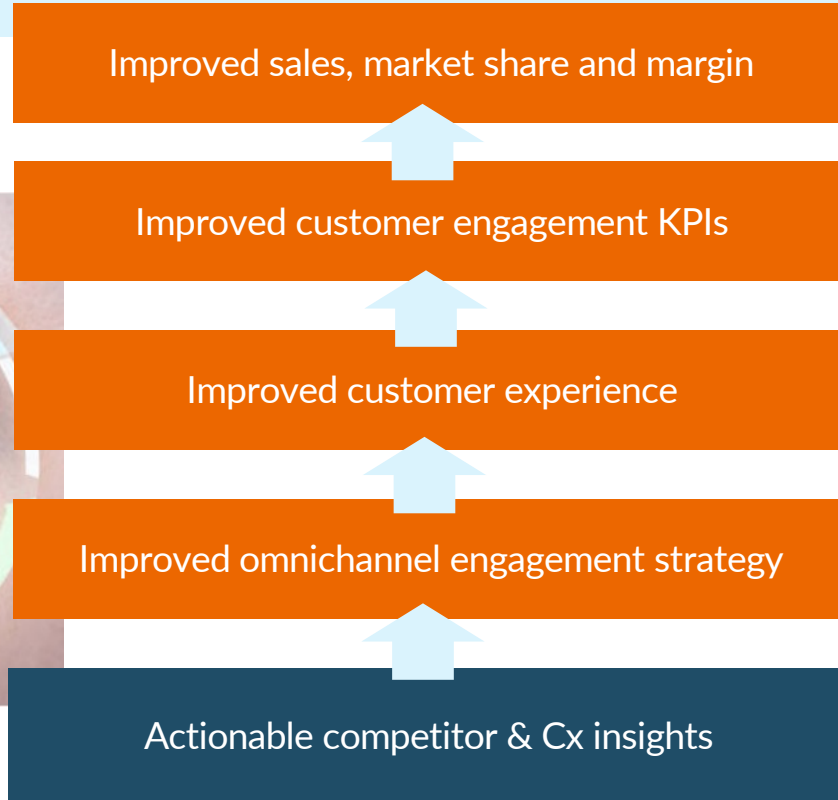 Improved sales, market share and margin
Improved customer engagement KPIs
Improved customer experience
Improved omnichannel engagement strategy
Actionable competitor & Cx insights